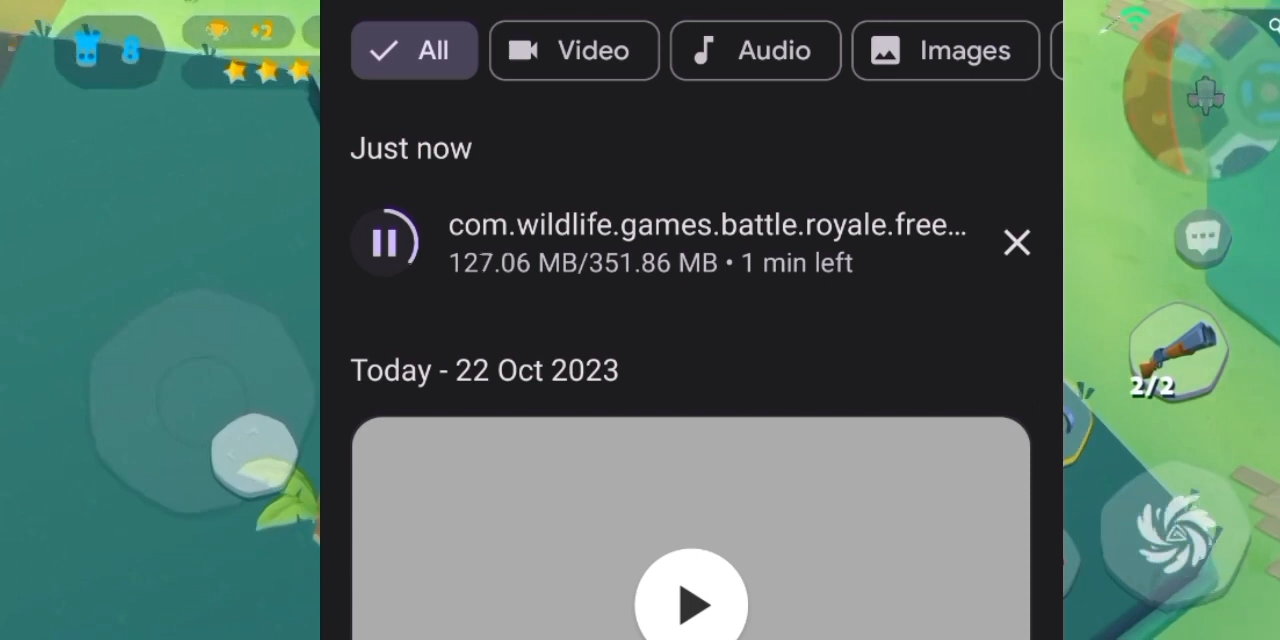 8
+2
All
Video
Audio
Images
Just now
com.wildlife.games.battle.royale.free...
127.06 MB/351.86 MB • 1 min left
Today - 22 Oct 2023
2/2